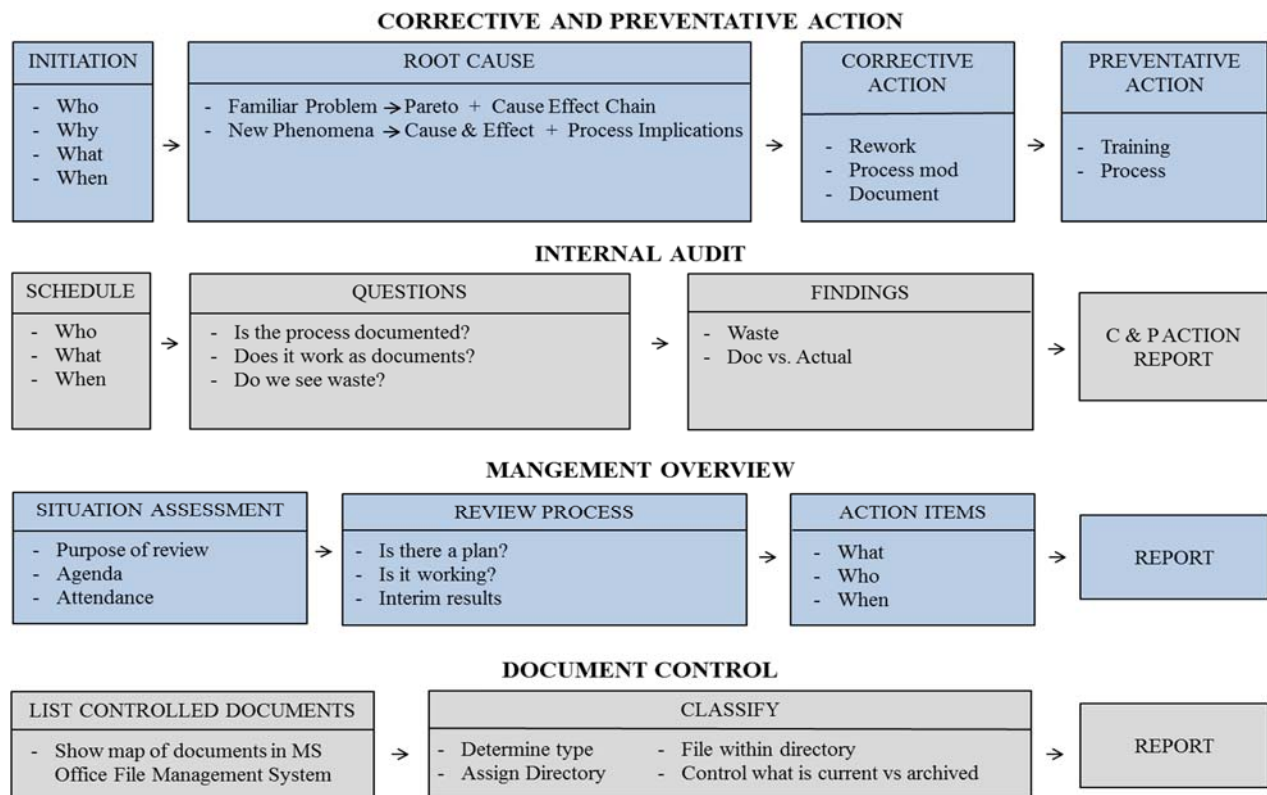 CORRECTIVE AND PREVENTATIVE ACTION
INITIATION
- Who
- Why
- What
- When
→
ROOT CAUSE
- Familiar Problem → Pareto + Cause Effect Chain
- New Phenomena → Cause & Effect + Process Implications
→
CORRECTIVE
ACTION
- Rework
- Process mod
- Document
→
PREVENTATIVE
ACTION
- Training
- Process
INTERNAL AUDIT
SCHEDULE
- Who
- What
- When
→
QUESTIONS
- Is the process documented?
- Does it work as documents?
- Do we see waste?
→
FINDINGS
- Waste
- Doc vs. Actual
→
C & P ACTION
REPORT
MANGEMENT OVERVIEW
SITUATION ASSESSMENT
- Purpose of review
- Agenda
- Attendance
→
REVIEW PROCESS
- Is there a plan?
- Is it working?
- Interim results
→
ACTION ITEMS
- What
- Who
- When
→
REPORT
DOCUMENT CONTROL
LIST CONTROLLED DOCUMENTS
- Show map of documents in MS
Office File Management System
→
CLASSIFY
- Determine type
- Assign Directory
- File within directory
- Control what is current vs archived
→
REPORT